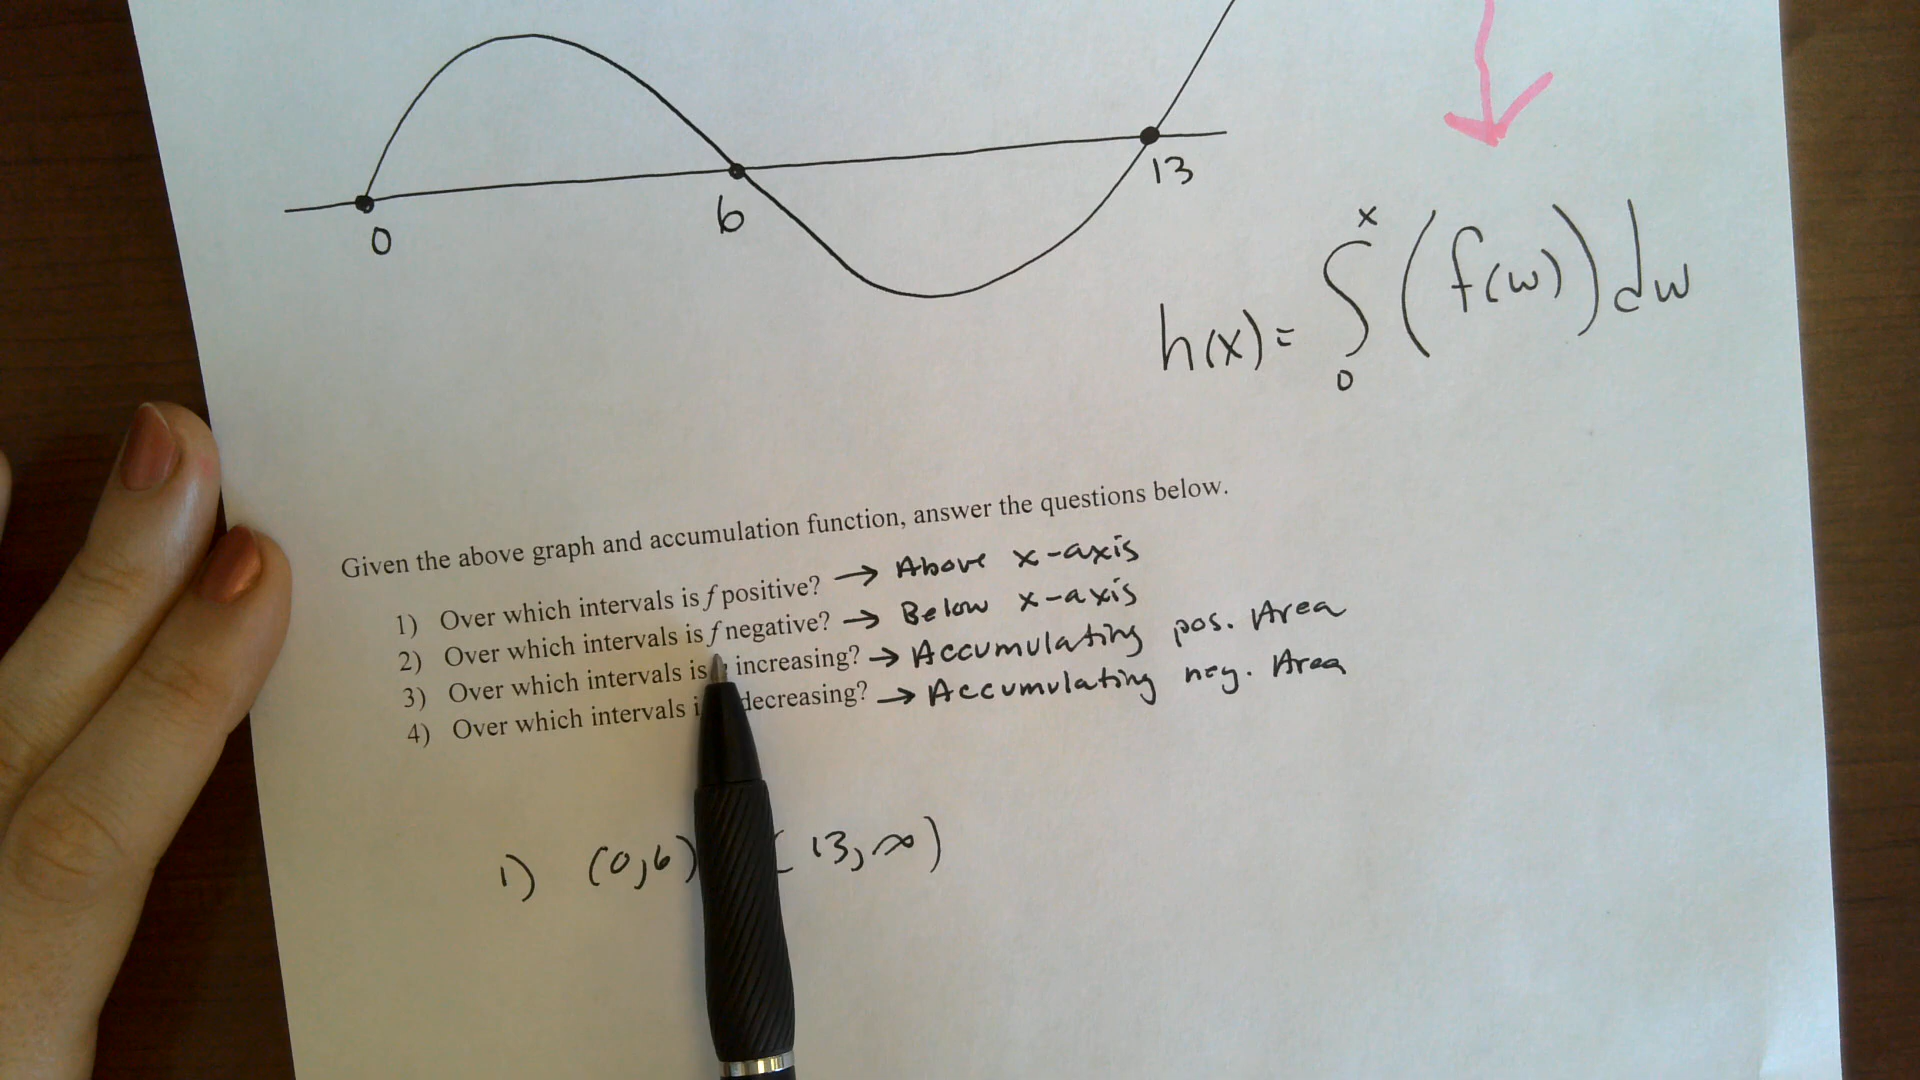 0
6
13
h(x) = ∫₀ˣ (f(w)) dw
Given the above graph and accumulation function, answer the questions below.
1) Over which intervals is f positive? → Above x-axis
2) Over which intervals is f negative? → Below x-axis
3) Over which intervals is increasing? → Accumulating pos. Area
4) Over which intervals decreasing? → Accumulating neg. Area
1) (0,6) 13,∞)